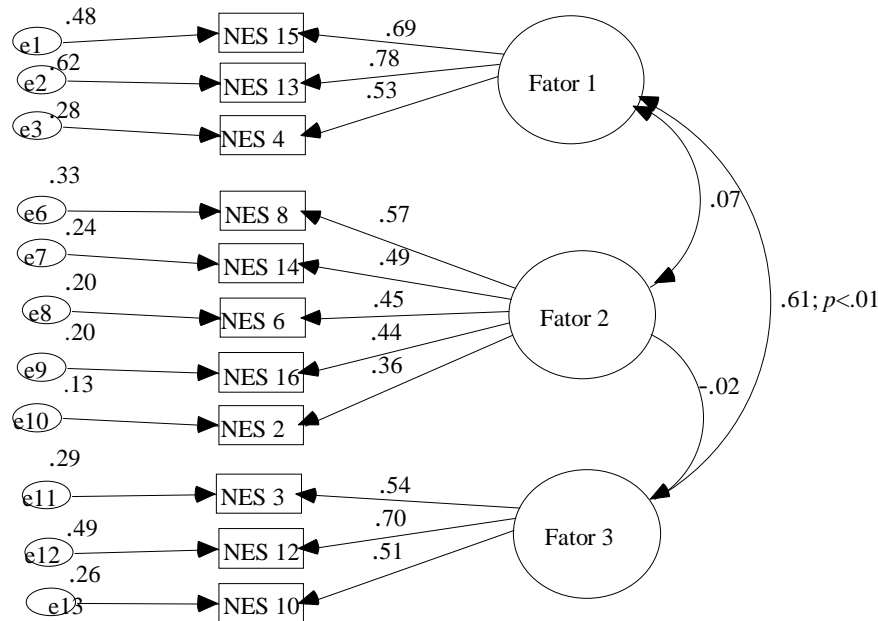 .48
e1
NES 15
.69
.62
e2
NES 13
.78
.28
e3
NES 4
.53
Fator 1
.33
e6
NES 8
.57
.24
e7
NES 14
.49
.20
e8
NES 6
.45
.20
e9
NES 16
.44
.13
e10
NES 2
.36
Fator 2
.07
.61; p<.01
-.02
.29
e11
NES 3
.54
.49
e12
NES 12
.70
.26
e13
NES 10
.51
Fator 3